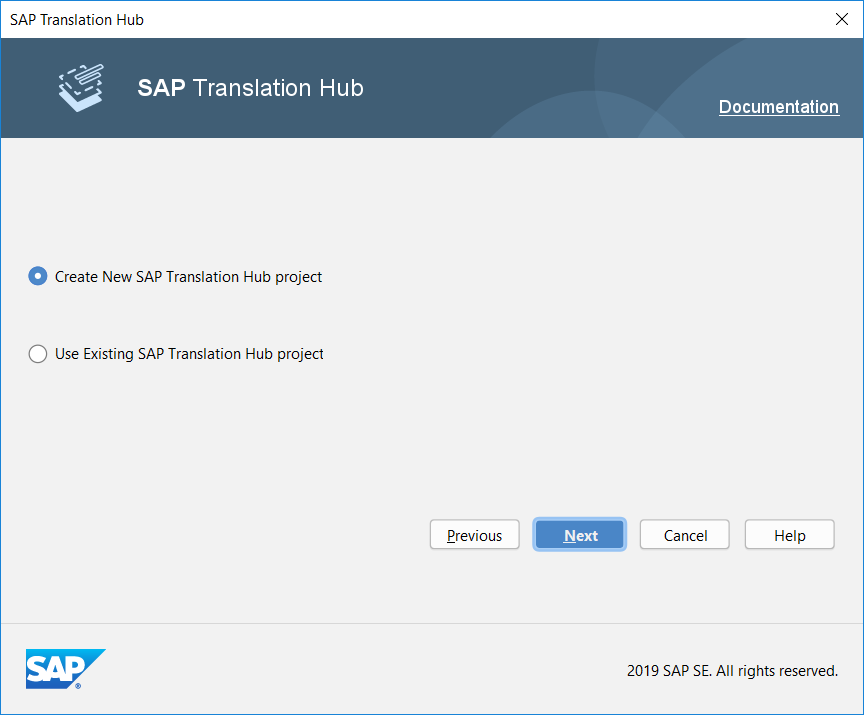 SAP Translation Hub
SAP Translation Hub
Documentation
Create New SAP Translation Hub project
Use Existing SAP Translation Hub project
Previous
Next
Cancel
Help
SAP®
2019 SAP SE. All rights reserved.